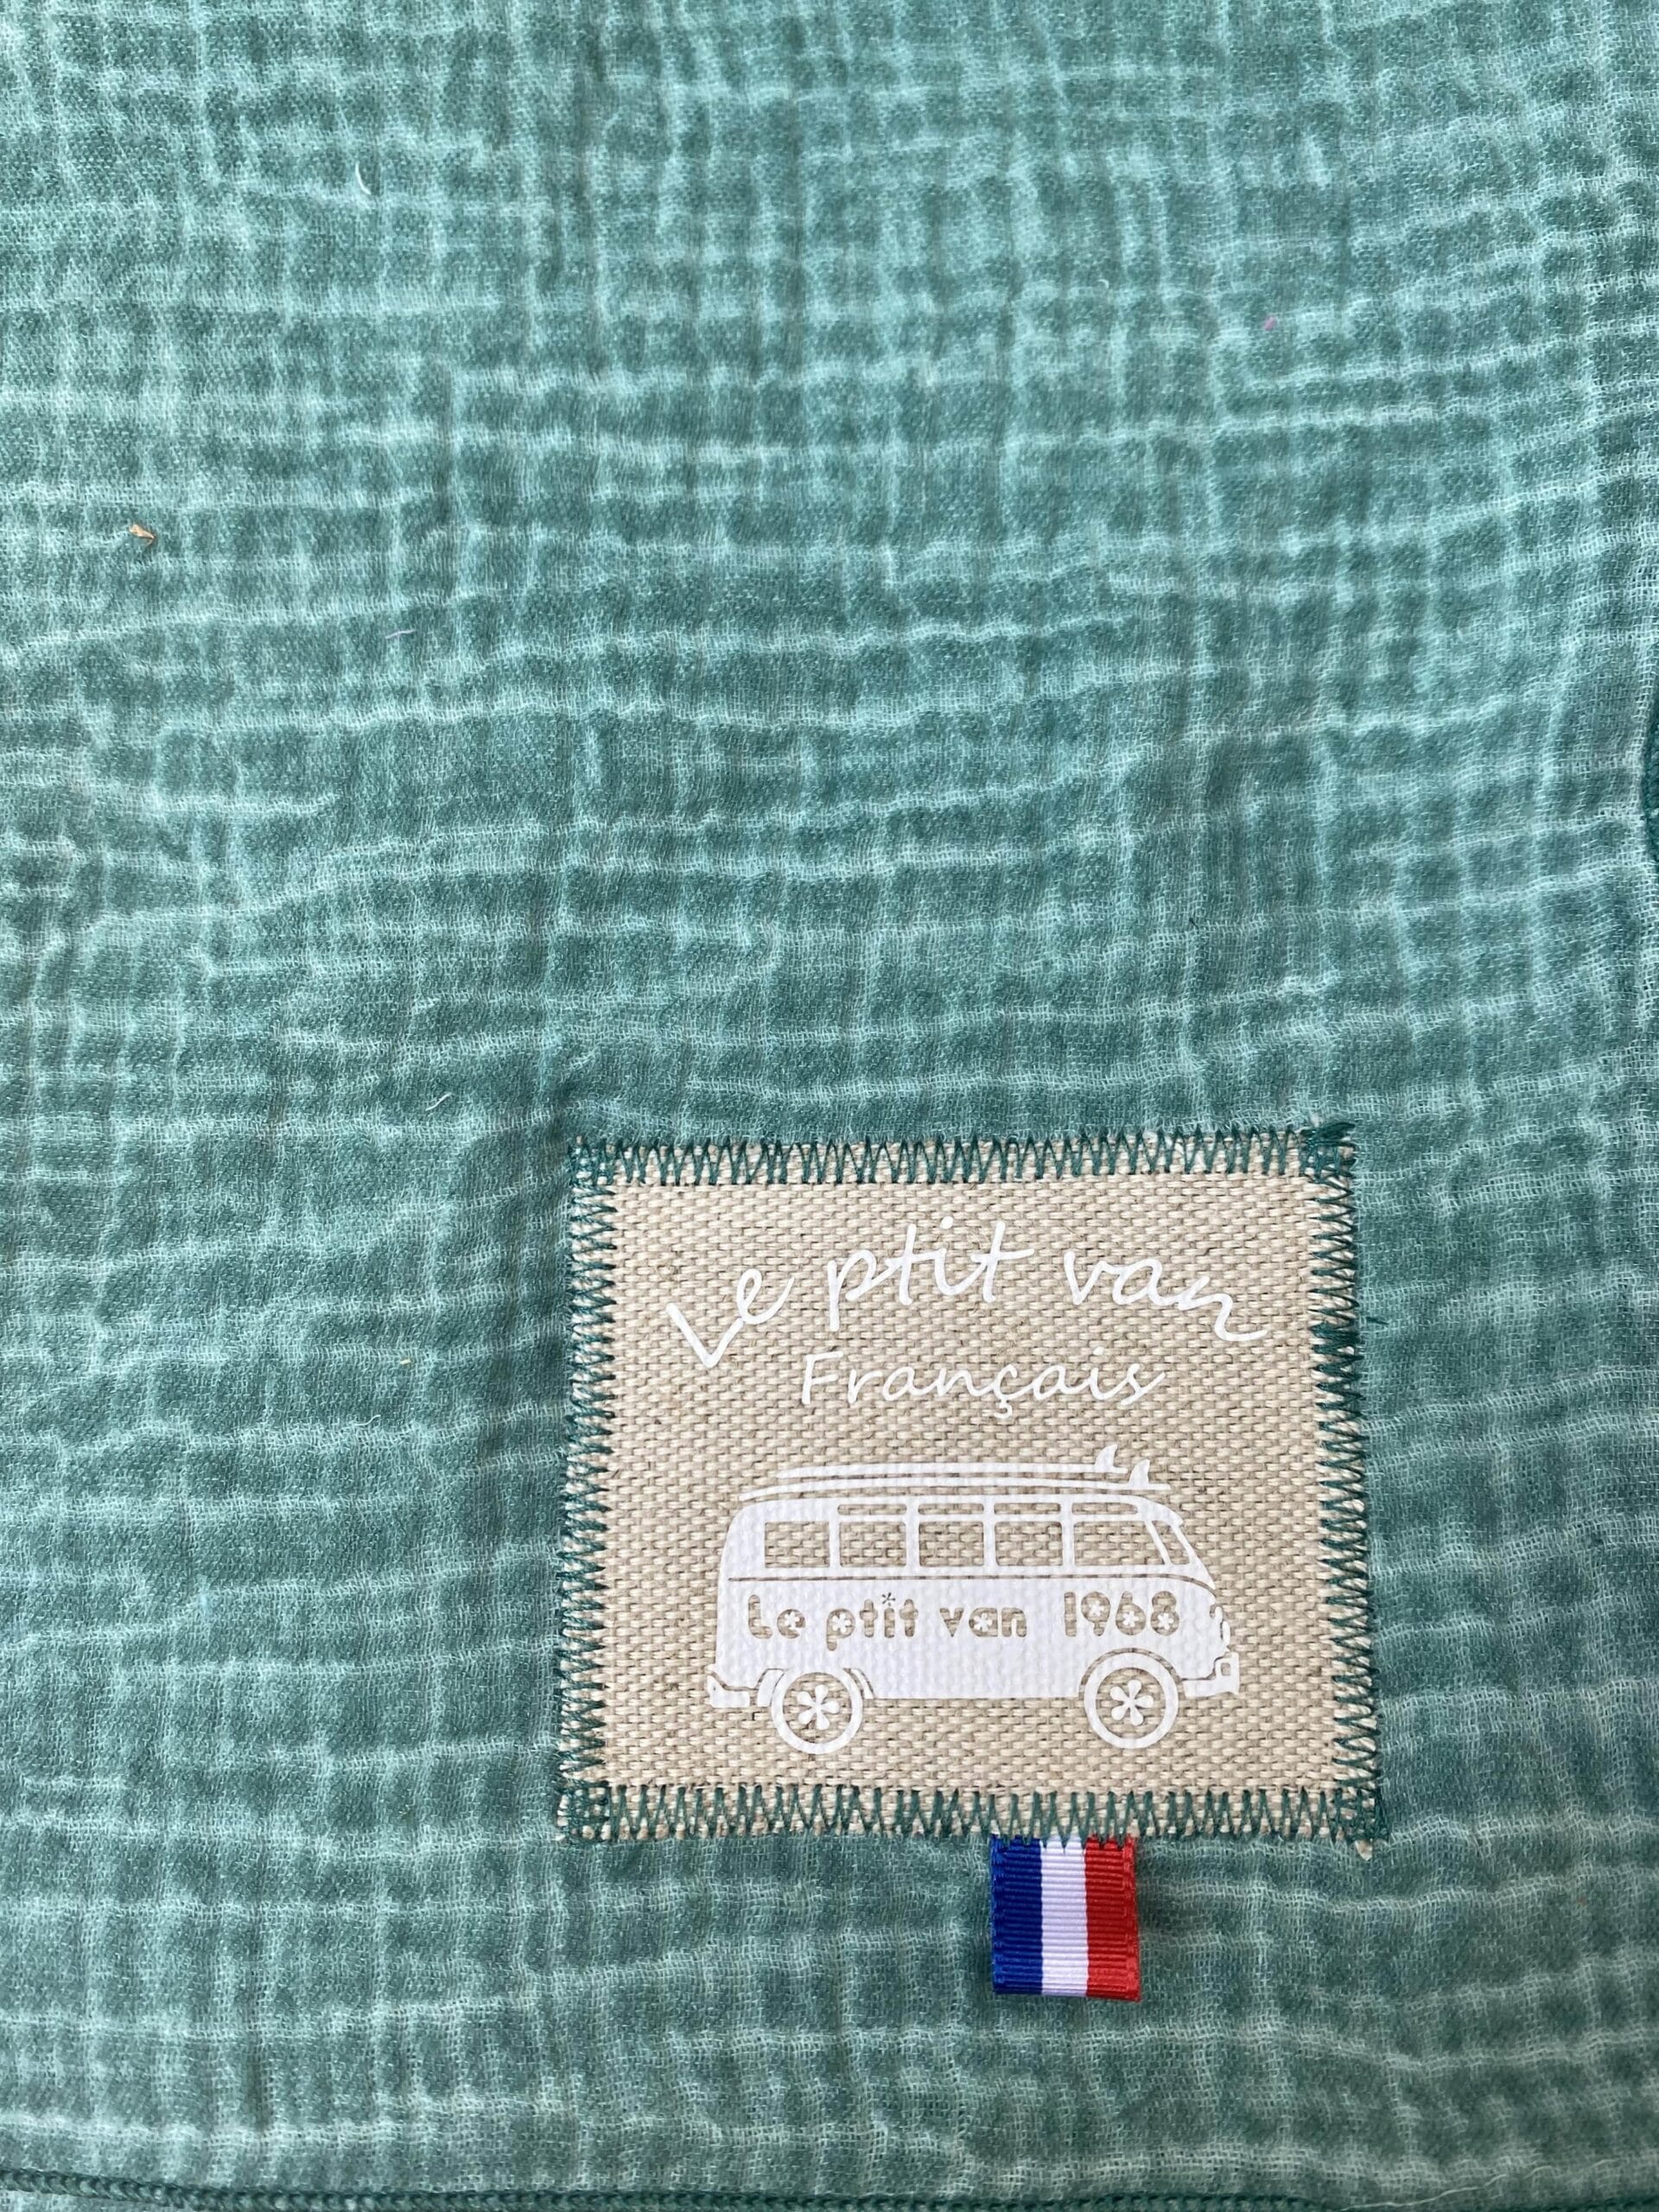 Le ptit van
Français
Le ptit van 1968